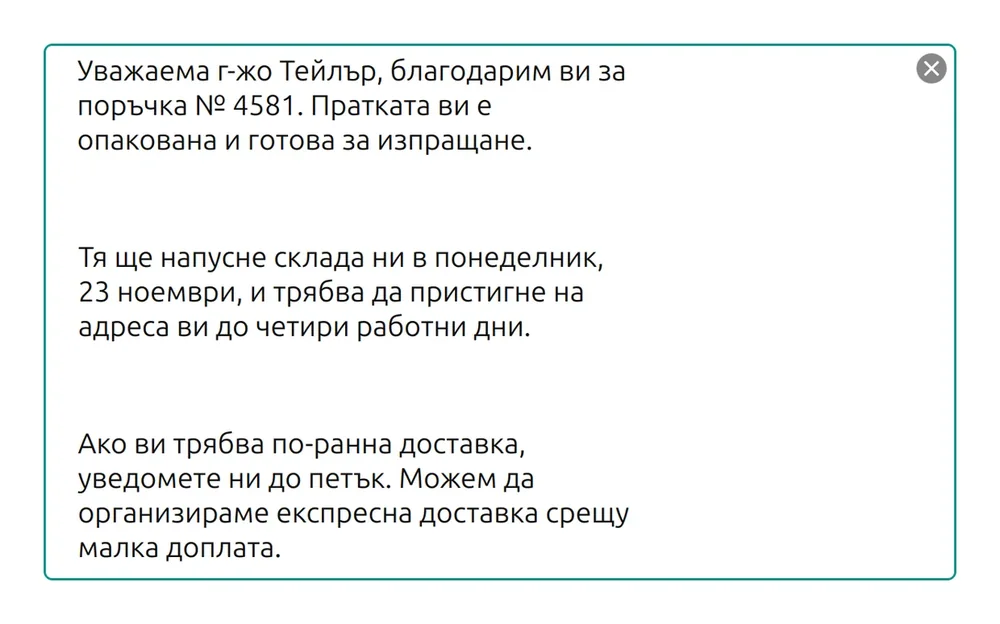 Уважаема г-жо Тейлър, благодарим ви за
поръчка № 4581. Пратката ви е
опакована и готова за изпращане.
Тя ще напусне склада ни в понеделник,
23 ноември, и трябва да пристигне на
адреса ви до четири работни дни.
Ако ви трябва по-ранна доставка,
уведомете ни до петък. Можем да
организираме експресна доставка срещу
малка доплата.